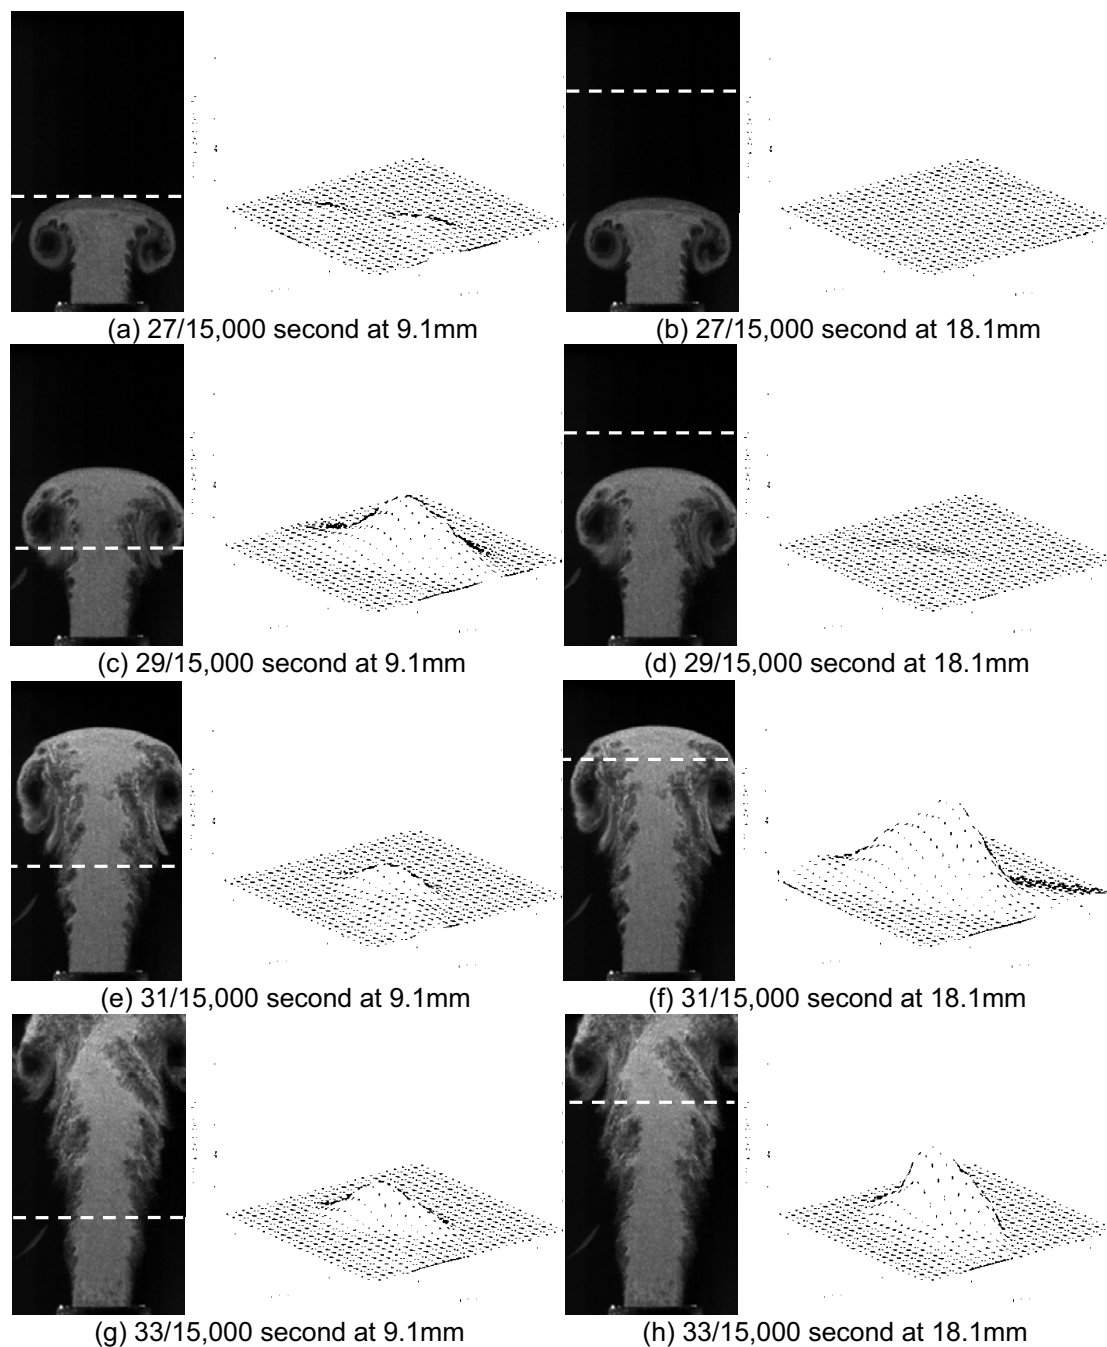 (a) 27/15,000 second at 9.1mm
(b) 27/15,000 second at 18.1mm
(c) 29/15,000 second at 9.1mm
(d) 29/15,000 second at 18.1mm
(e) 31/15,000 second at 9.1mm
(f) 31/15,000 second at 18.1mm
(g) 33/15,000 second at 9.1mm
(h) 33/15,000 second at 18.1mm